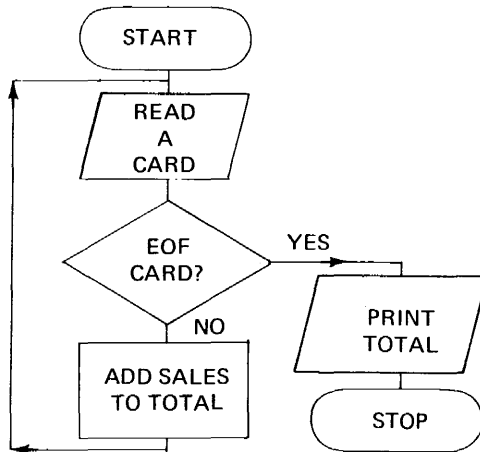 START
READ
A
CARD
EOF
CARD?
YES
NO
ADD SALES
TO TOTAL
PRINT
TOTAL
STOP